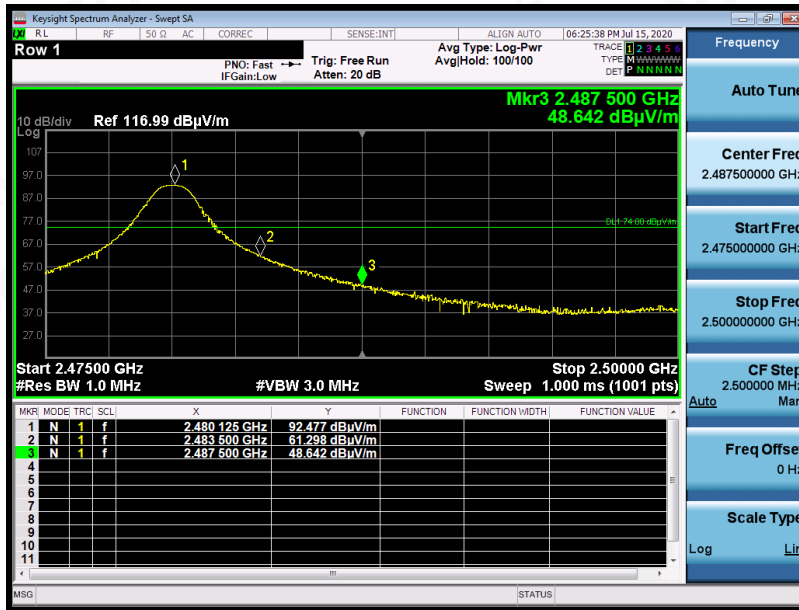 Keysight Spectrum Analyzer - Swept SA
LXI RL RF 50 Ω AC CORREC SENSE:INT ALIGN AUTO 06:25:38 PM Jul 15, 2020
Row 1
PNO: Fast
IFGain:Low
Trig: Free Run
Atten: 20 dB
Avg Type: Log-Pwr
Avg|Hold: 100/100
TRACE 1 2 3 4 5 6
TYPE M WWWWW
DET P N N N N N
Mkr3 2.487 500 GHz
48.642 dBµV/m
10 dB/div Ref 116.99 dBµV/m
Log
107
97.0
87.0
77.0
67.0
57.0
47.0
37.0
27.0
1
2
3
DL1 74.00 dBµV/m
Start 2.47500 GHz Stop 2.50000 GHz
#Res BW 1.0 MHz #VBW 3.0 MHz Sweep 1.000 ms (1001 pts)
MKR MODE TRC SCL X Y FUNCTION FUNCTION WIDTH FUNCTION VALUE
1 N 1 f 2.480 125 GHz 92.477 dBµV/m
2 N 1 f 2.483 500 GHz 61.298 dBµV/m
3 N 1 f 2.487 500 GHz 48.642 dBµV/m
4
5
6
7
8
9
10
11
MSG STATUS
Frequency
Auto Tune
Center Freq
2.487500000 GHz
Start Freq
2.475000000 GHz
Stop Freq
2.500000000 GHz
CF Step
2.500000 MHz
Auto Man
Freq Offset
0 Hz
Scale Type
Log Lin